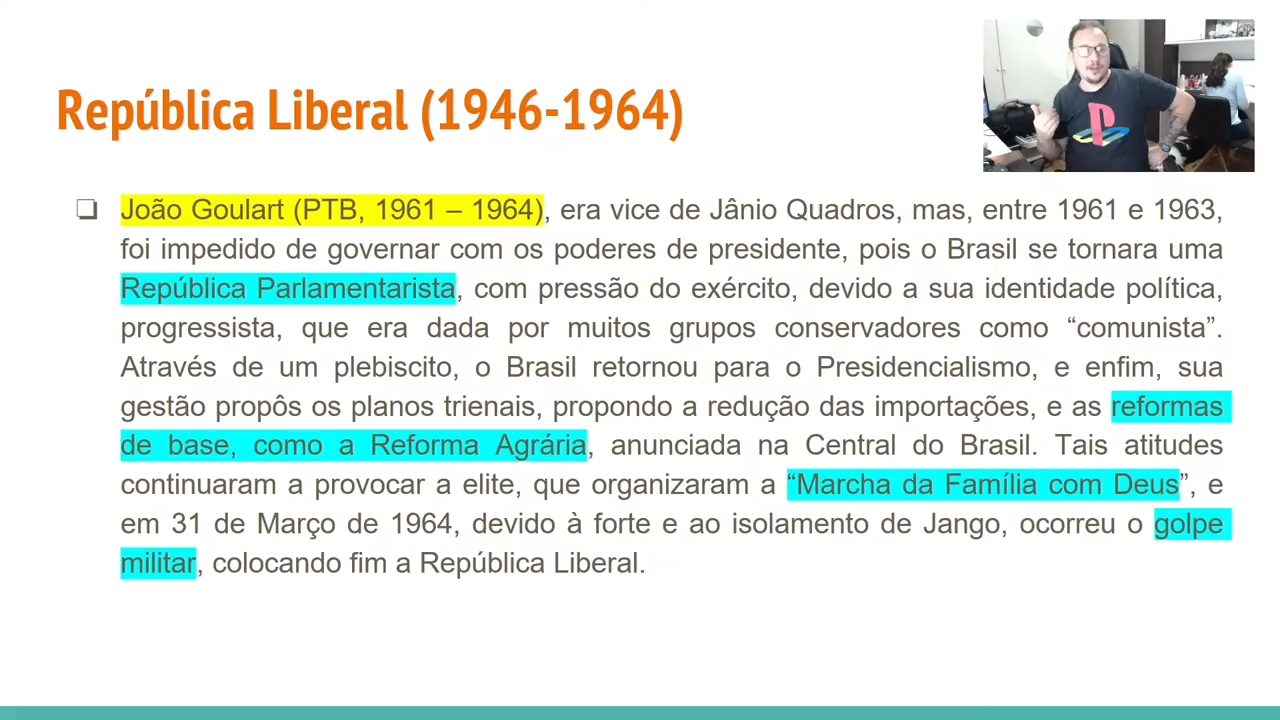 República Liberal (1946-1964)
❏ João Goulart (PTB, 1961 – 1964), era vice de Jânio Quadros, mas, entre 1961 e 1963,
foi impedido de governar com os poderes de presidente, pois o Brasil se tornara uma
República Parlamentarista, com pressão do exército, devido a sua identidade política,
progressista, que era dada por muitos grupos conservadores como “comunista”.
Através de um plebiscito, o Brasil retornou para o Presidencialismo, e enfim, sua
gestão propôs os planos trienais, propondo a redução das importações, e as reformas
de base, como a Reforma Agrária, anunciada na Central do Brasil. Tais atitudes
continuaram a provocar a elite, que organizaram a “Marcha da Família com Deus”, e
em 31 de Março de 1964, devido à forte e ao isolamento de Jango, ocorreu o golpe
militar, colocando fim a República Liberal.